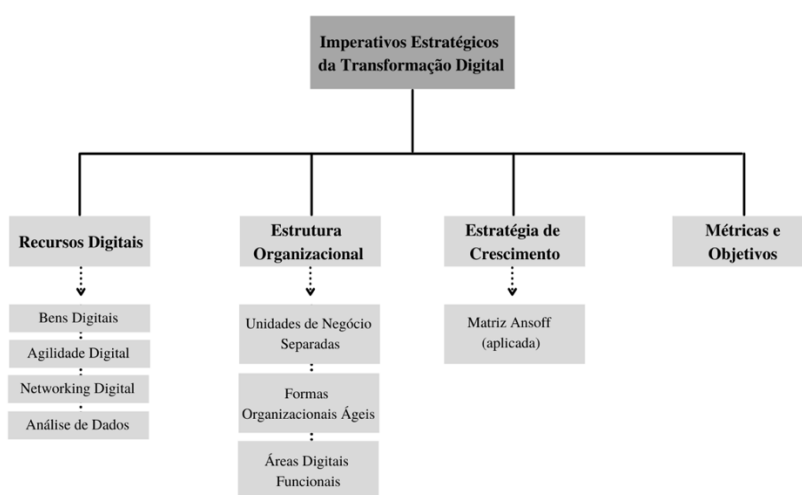 Imperativos Estratégicos
da Transformação Digital
Recursos Digitais
Estrutura
Organizacional
Estratégia de
Crescimento
Métricas e
Objetivos
Bens Digitais
Agilidade Digital
Networking Digital
Análise de Dados
Unidades de Negócio
Separadas
Formas
Organizacionais Ágeis
Áreas Digitais
Funcionais
Matriz Ansoff
(aplicada)